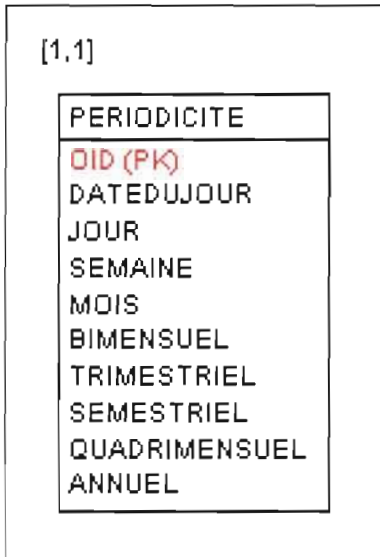 [1,1]
PERIODICITE
OID (PK)
DATEDUJOUR
JOUR
SEMAINE
MOIS
BIMENSUEL
TRIMESTRIEL
SEMESTRIEL
QUADRIMENSUEL
ANNUEL